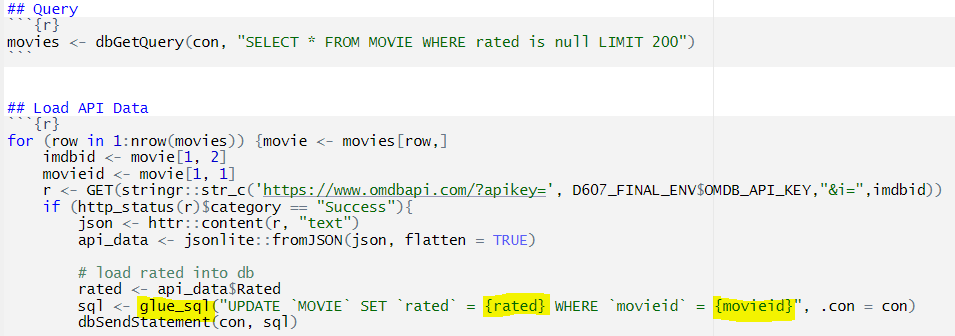 ## Query
```{r}
movies <- dbGetQuery(con, "SELECT * FROM MOVIE WHERE rated is null LIMIT 200")
```
## Load API Data
```{r}
for (row in 1:nrow(movies)) {movie <- movies[row,]
imdbid <- movie[1, 2]
movieid <- movie[1, 1]
r <- GET(stringr::str_c('https://www.omdbapi.com/?apikey=', D607_FINAL_ENV$OMDB_API_KEY,"&i=",imdbid))
if (http_status(r)$category == "Success"){
json <- httr::content(r, "text")
api_data <- jsonlite::fromJSON(json, flatten = TRUE)
# load rated into db
rated <- api_data$Rated
sql <- glue_sql("UPDATE `MOVIE` SET `rated` = {rated} WHERE `movieid` = {movieid}", .con = con)
dbSendStatement(con, sql)